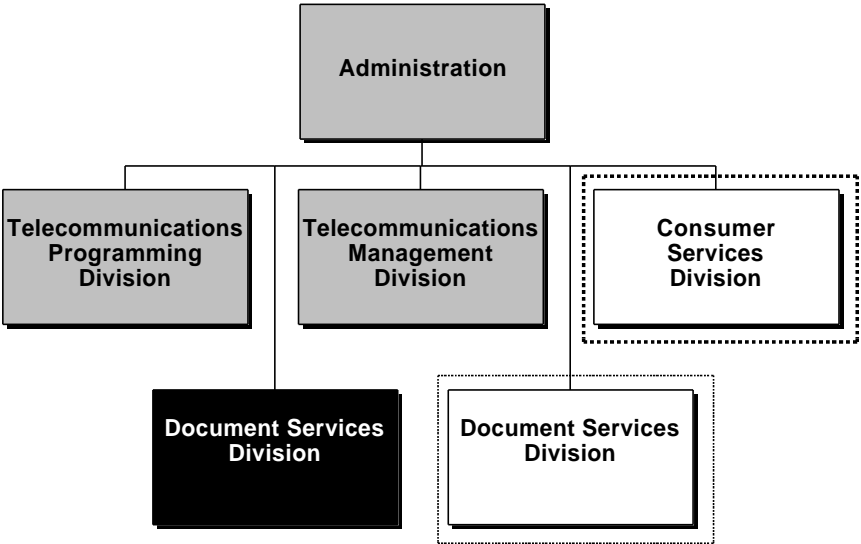 Administration
Telecommunications
Programming
Division
Telecommunications
Management
Division
Consumer
Services
Division
Document Services
Division
Document Services
Division